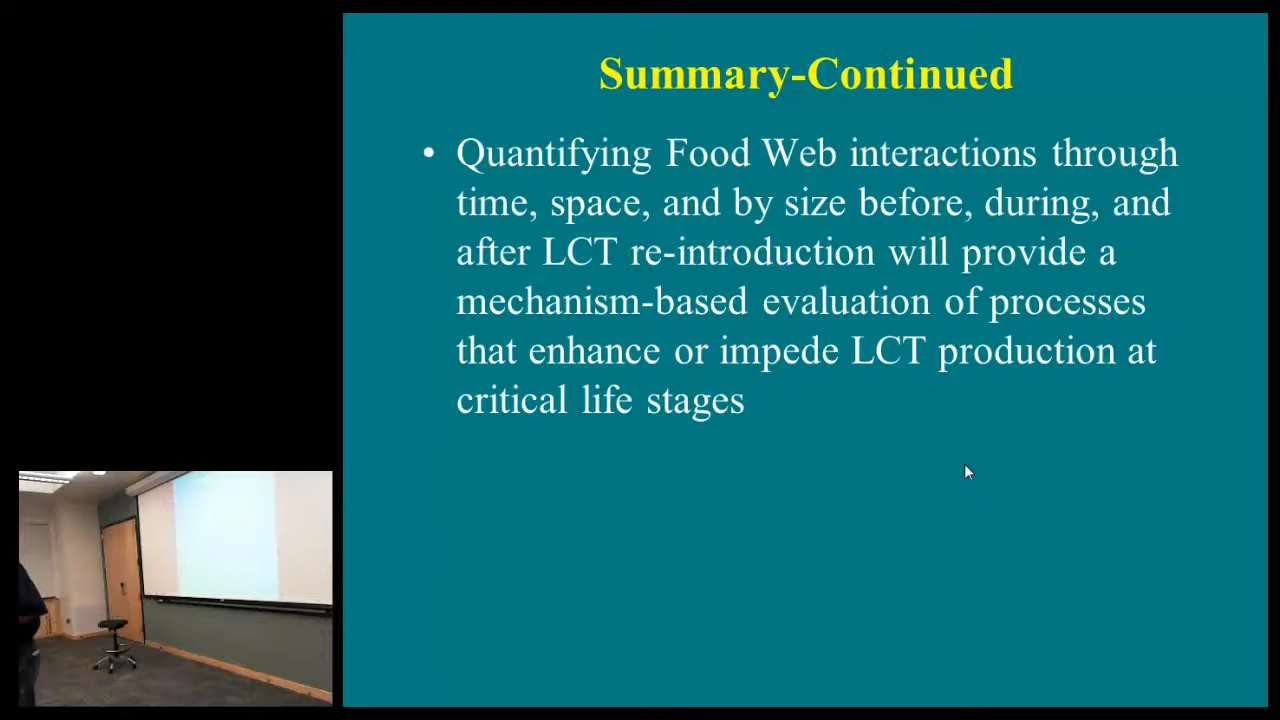 Summary-Continued
• Quantifying Food Web interactions through
time, space, and by size before, during, and
after LCT re-introduction will provide a
mechanism-based evaluation of processes
that enhance or impede LCT production at
critical life stages